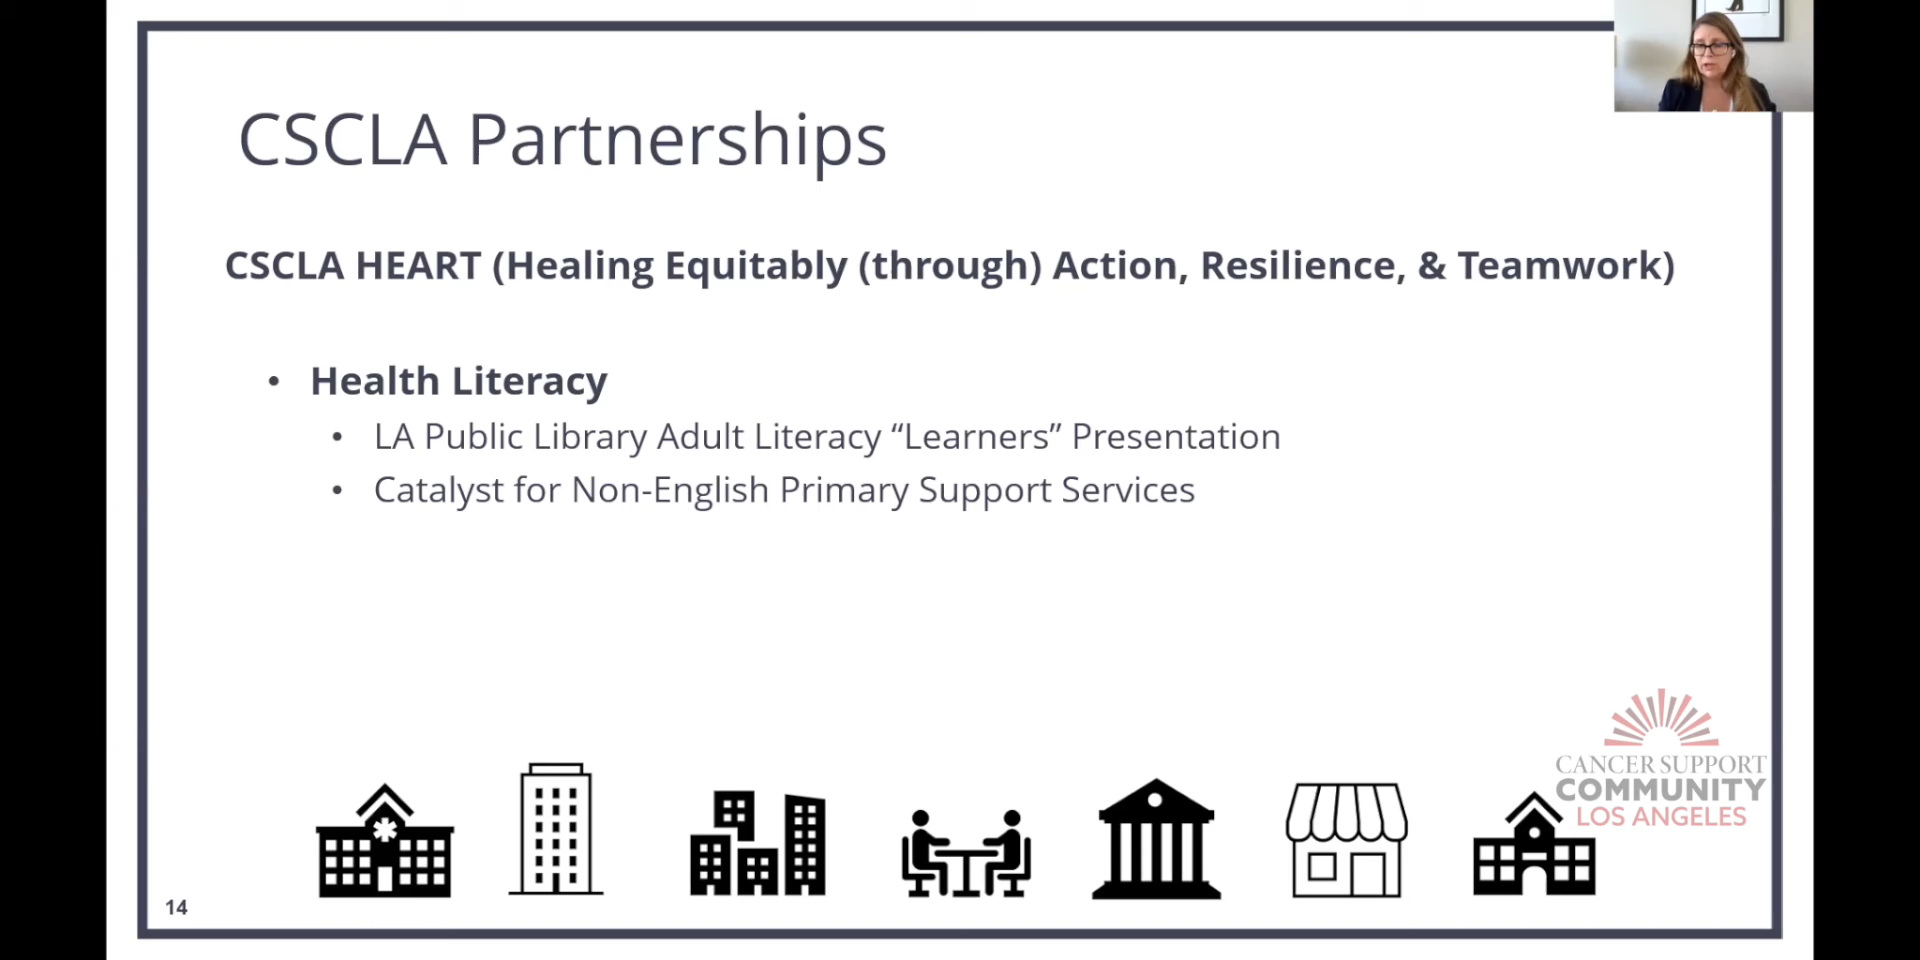 CSCLA Partnerships
CSCLA HEART (Healing Equitably (through) Action, Resilience, & Teamwork)
• Health Literacy
• LA Public Library Adult Literacy “Learners” Presentation
• Catalyst for Non-English Primary Support Services
CANCER SUPPORT
COMMUNITY
LOS ANGELES
14